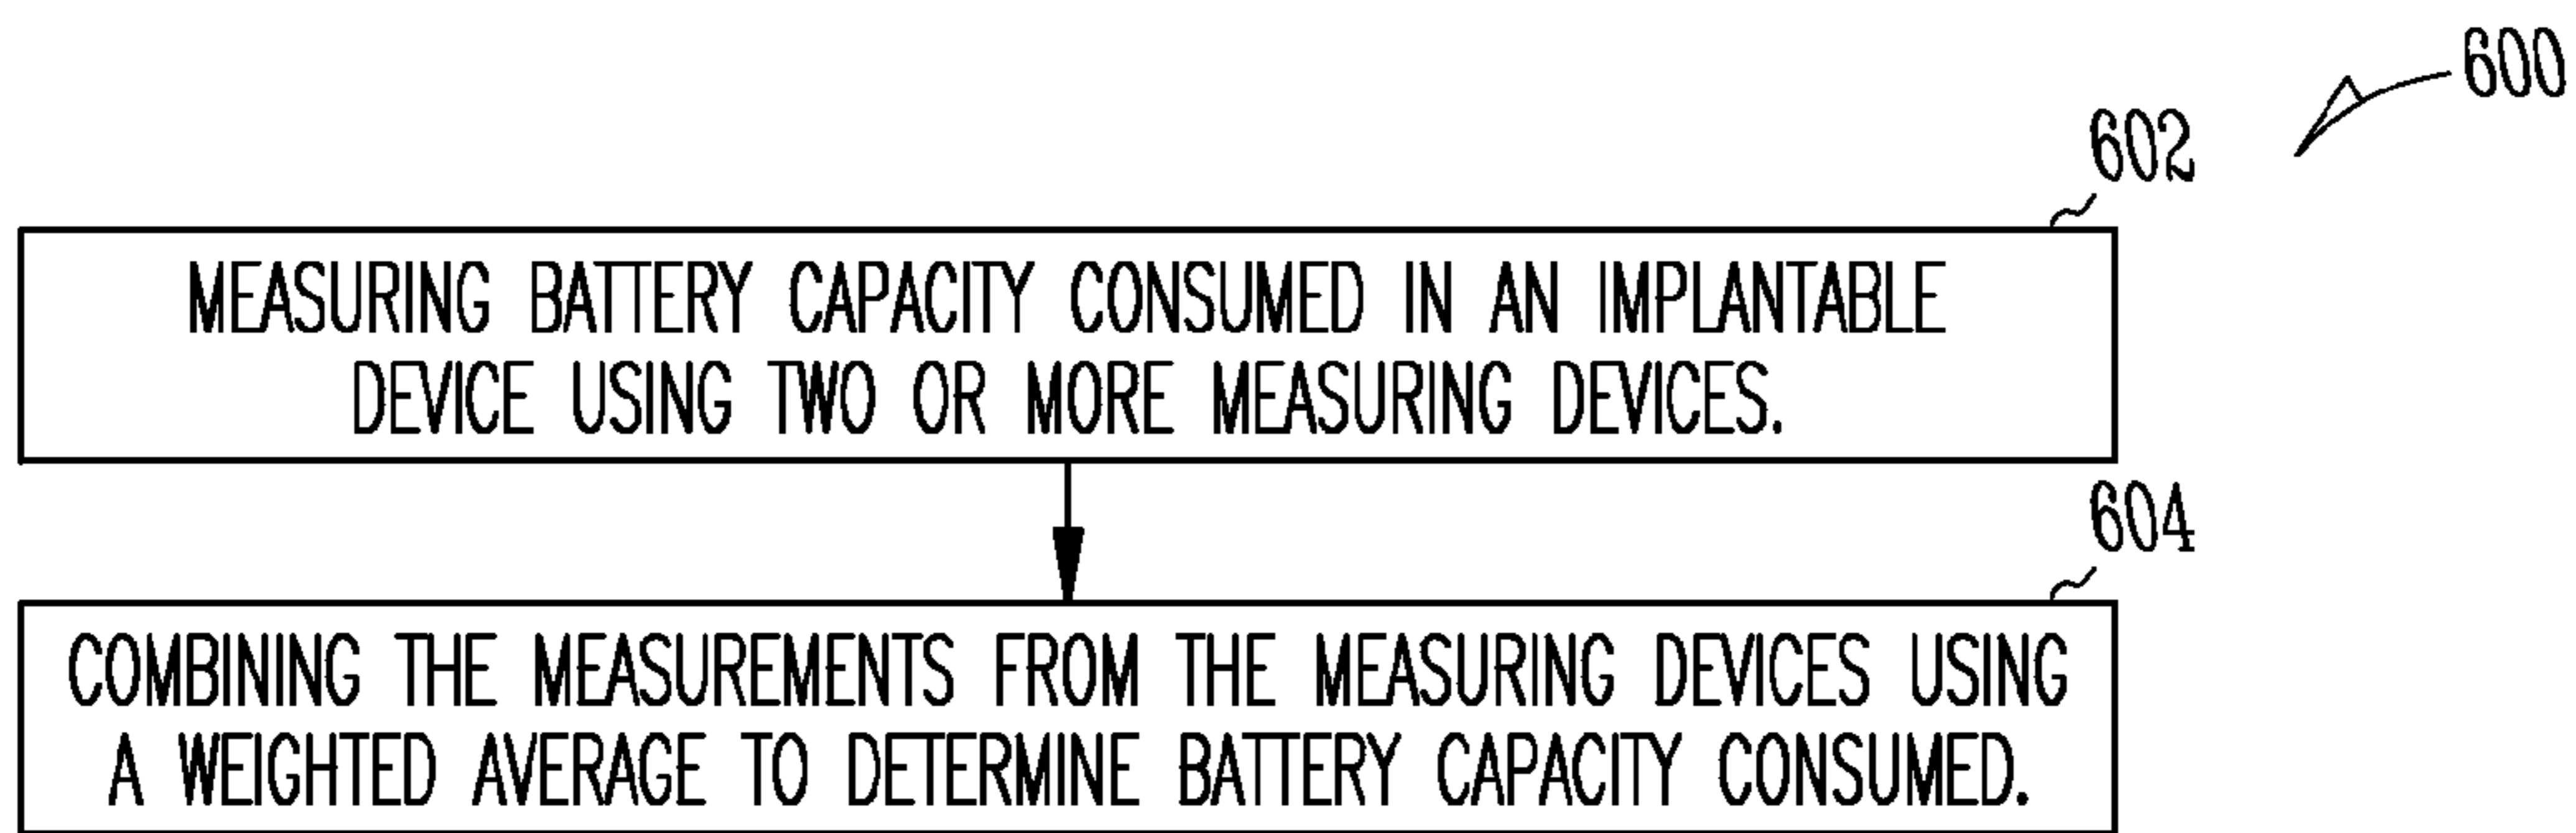 600
602
MEASURING BATTERY CAPACITY CONSUMED IN AN IMPLANTABLE
DEVICE USING TWO OR MORE MEASURING DEVICES.
604
COMBINING THE MEASUREMENTS FROM THE MEASURING DEVICES USING
A WEIGHTED AVERAGE TO DETERMINE BATTERY CAPACITY CONSUMED.